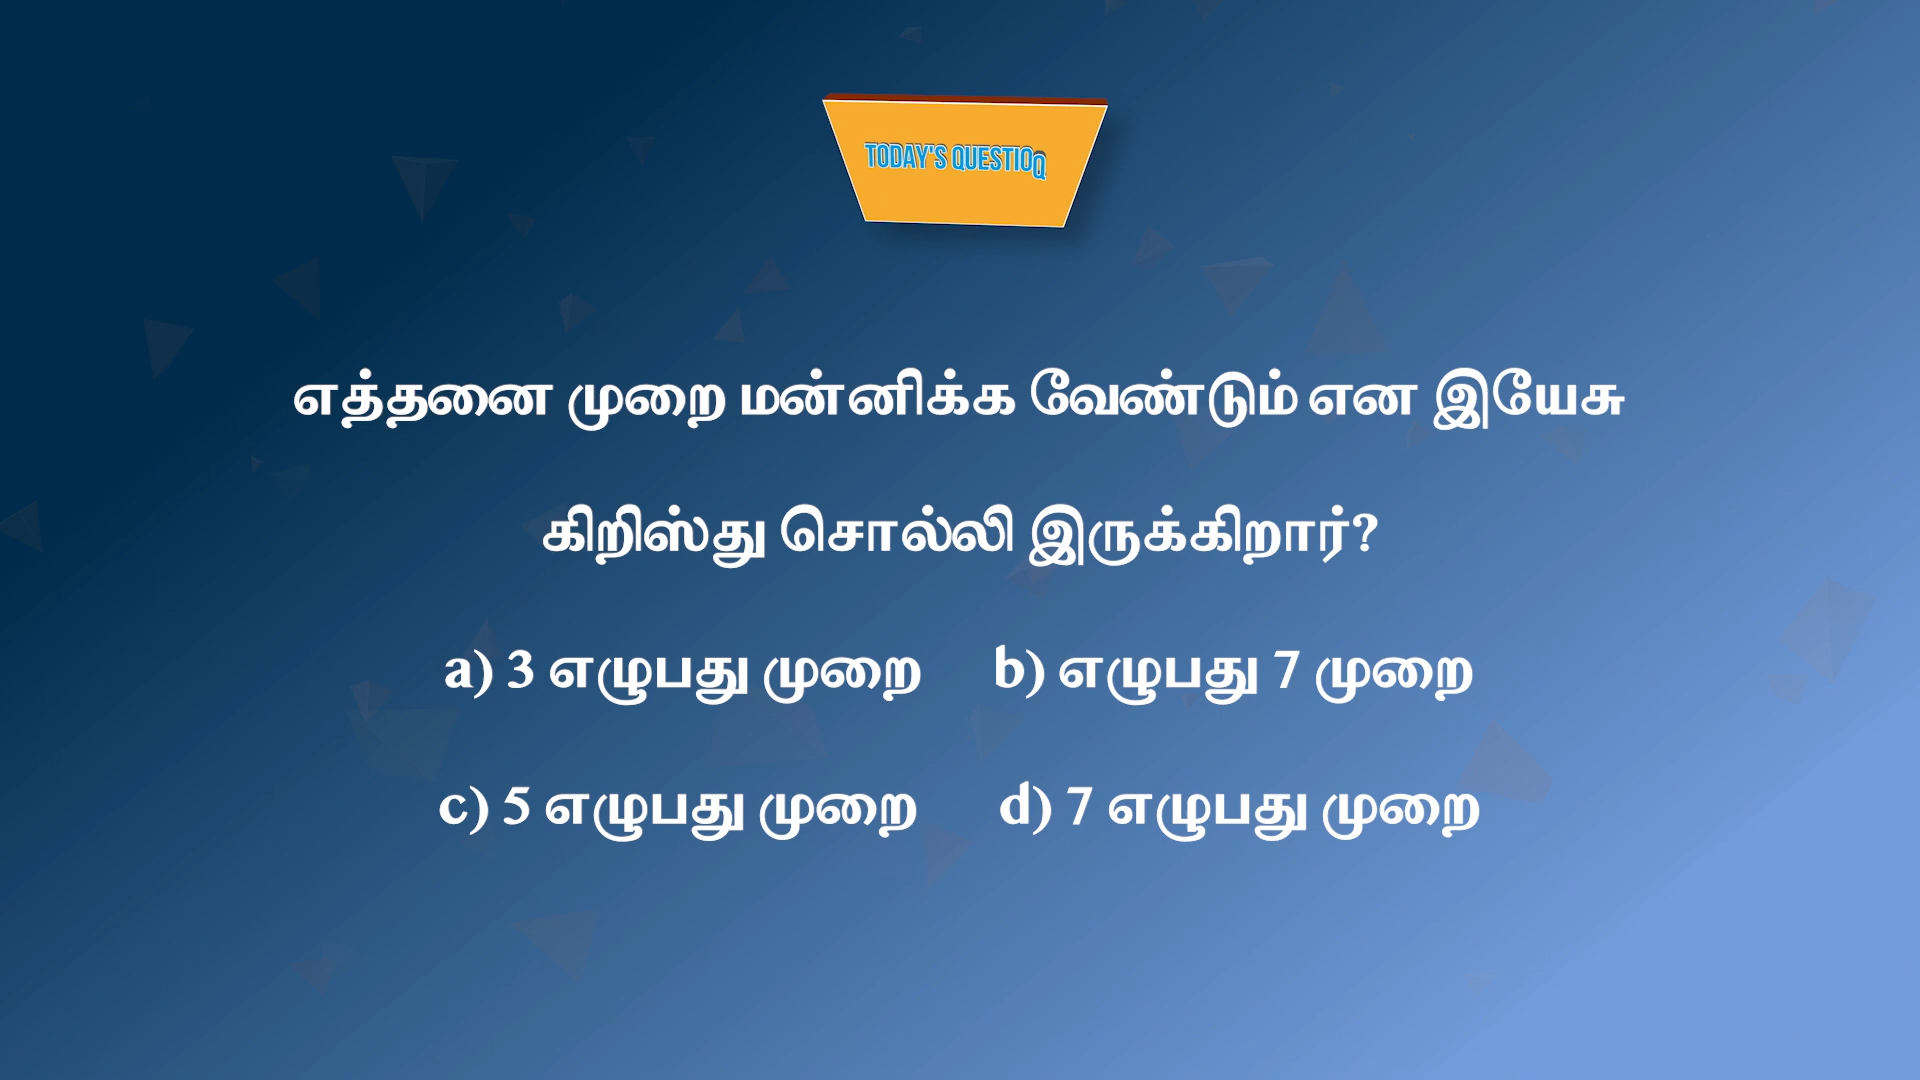 TODAY'S QUESTIOQ
எத்தனை முறை மன்னிக்க வேண்டும் என இயேசு
கிறிஸ்து சொல்லி இருக்கிறார்?
a) 3 எழுபது முறை b) எழுபது 7 முறை
c) 5 எழுபது முறை d) 7 எழுபது முறை